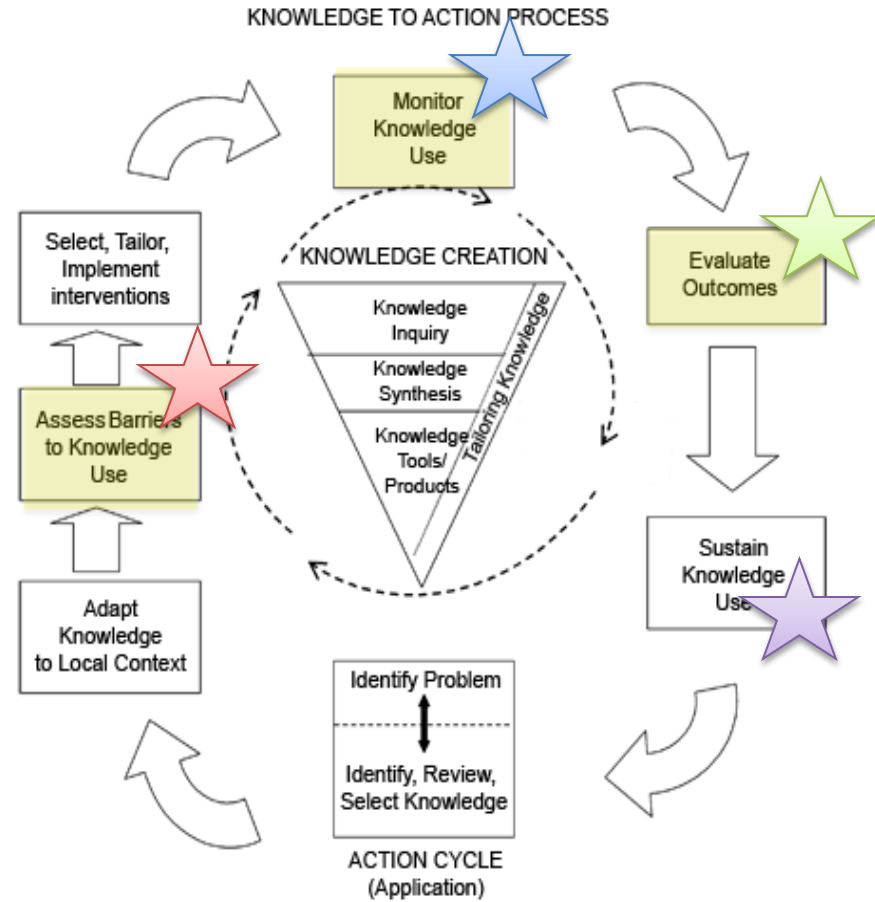 KNOWLEDGE TO ACTION PROCESS
Monitor
Knowledge
Use
Evaluate
Outcomes
Sustain
Knowledge
Use
Identify Problem
Identify, Review,
Select Knowledge
ACTION CYCLE
(Application)
Adapt
Knowledge
to Local Context
Assess Barriers
to Knowledge
Use
Select, Tailor,
Implement
interventions
KNOWLEDGE CREATION
Knowledge
Inquiry
Knowledge
Synthesis
Knowledge
Tools/
Products
Tailoring Knowledge